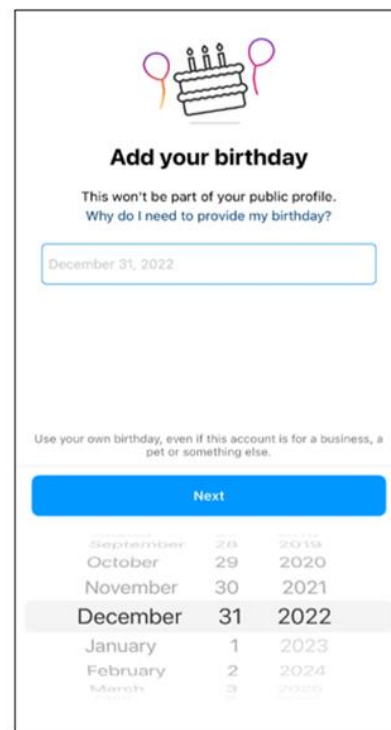 Add your birthday
This won't be part of your public profile.
Why do I need to provide my birthday?
December 31, 2022
Use your own birthday, even if this account is for a business, a
pet or something else.
Next
September 28 2019
October 29 2020
November 30 2021
December 31 2022
January 1 2023
February 2 2024
March 3 2025